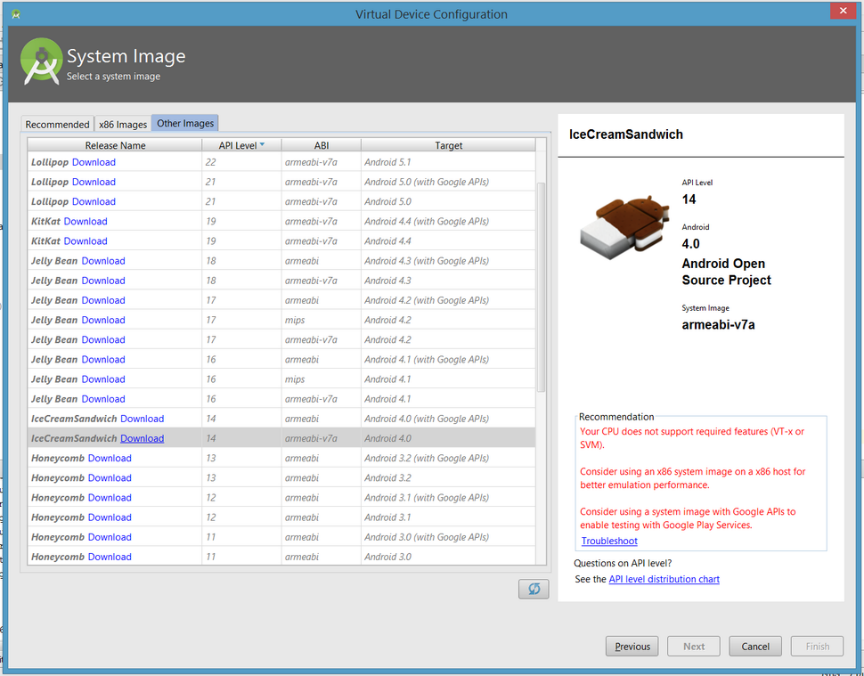 Virtual Device Configuration
System Image
Select a system image
Recommended x86 Images Other Images
Release Name API Level ABI Target
Lollipop Download 22 armeabi-v7a Android 5.1
Lollipop Download 21 armeabi-v7a Android 5.0 (with Google APIs)
Lollipop Download 21 armeabi-v7a Android 5.0
KitKat Download 19 armeabi-v7a Android 4.4 (with Google APIs)
KitKat Download 19 armeabi-v7a Android 4.4
Jelly Bean Download 18 armeabi Android 4.3 (with Google APIs)
Jelly Bean Download 18 armeabi-v7a Android 4.3
Jelly Bean Download 17 armeabi Android 4.2 (with Google APIs)
Jelly Bean Download 17 mips Android 4.2
Jelly Bean Download 17 armeabi-v7a Android 4.2
Jelly Bean Download 16 armeabi Android 4.1 (with Google APIs)
Jelly Bean Download 16 mips Android 4.1
Jelly Bean Download 16 armeabi-v7a Android 4.1
IceCreamSandwich Download 14 armeabi Android 4.0 (with Google APIs)
IceCreamSandwich Download 14 armeabi-v7a Android 4.0
Honeycomb Download 13 armeabi Android 3.2 (with Google APIs)
Honeycomb Download 13 armeabi Android 3.2
Honeycomb Download 12 armeabi Android 3.1 (with Google APIs)
Honeycomb Download 12 armeabi Android 3.1
Honeycomb Download 11 armeabi Android 3.0 (with Google APIs)
Honeycomb Download 11 armeabi Android 3.0
IceCreamSandwich
API Level
14
Android
4.0
Android Open
Source Project
System Image
armeabi-v7a
Recommendation
Your CPU does not support required features (VT-x or
SVM).
Consider using an x86 system image on a x86 host for
better emulation performance.
Consider using a system image with Google APIs to
enable testing with Google Play Services.
Troubleshoot
Questions on API level?
See the API level distribution chart
Previous Next Cancel Finish